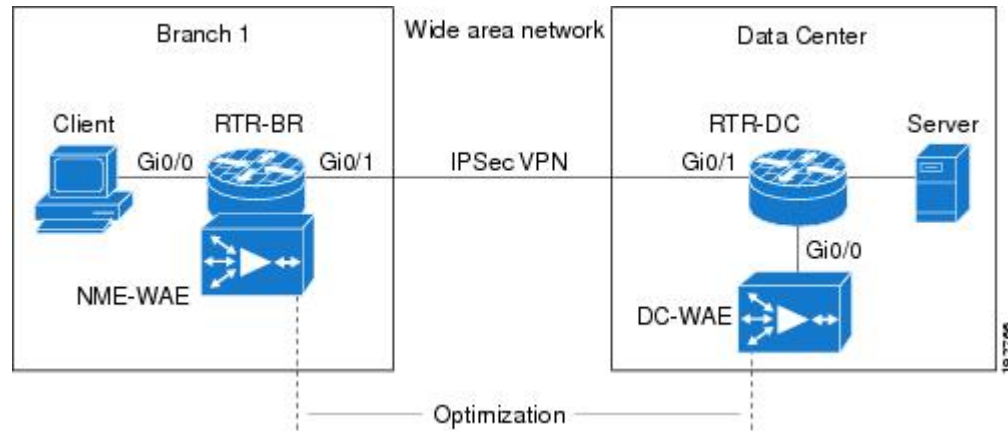 Branch 1
Wide area network
Data Center
Client
RTR-BR
RTR-DC
Server
Gi0/0
Gi0/1
IPSec VPN
Gi0/1
Gi0/0
NME-WAE
DC-WAE
Optimization